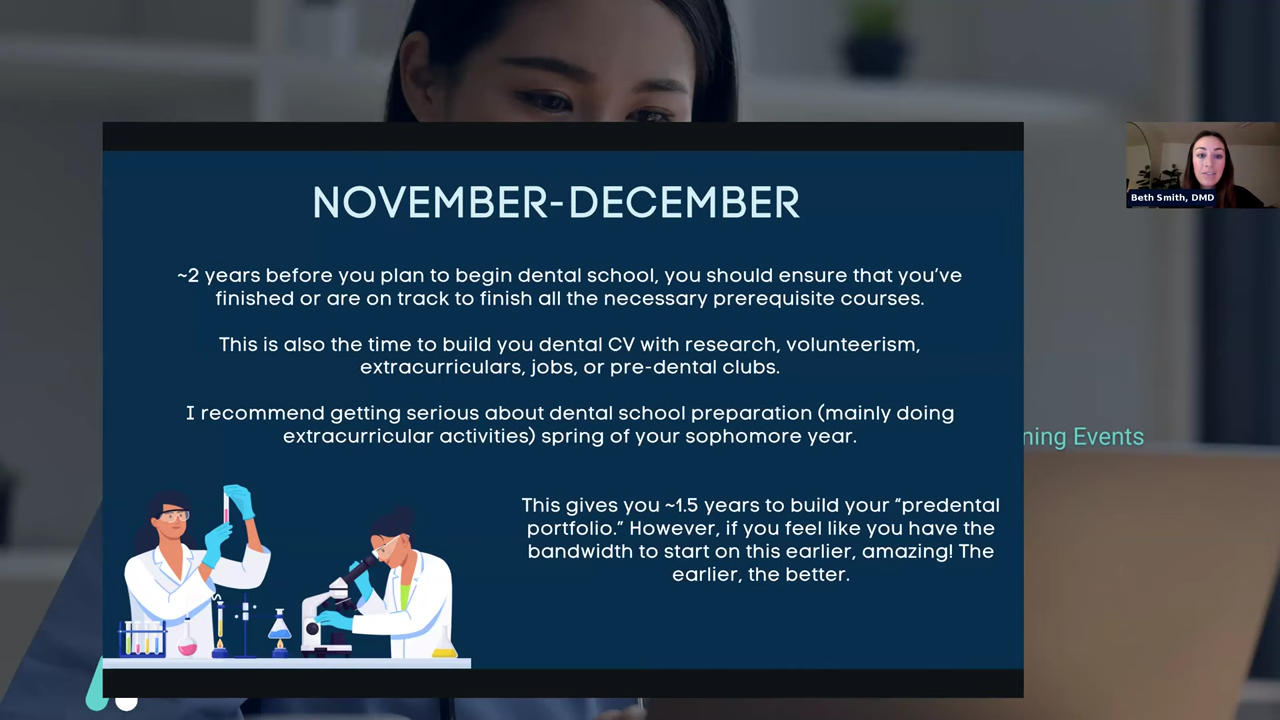 NOVEMBER-DECEMBER
~2 years before you plan to begin dental school, you should ensure that you've
finished or are on track to finish all the necessary prerequisite courses.
This is also the time to build you dental CV with research, volunteerism,
extracurriculars, jobs, or pre-dental clubs.
I recommend getting serious about dental school preparation (mainly doing
extracurricular activities) spring of your sophomore year.
This gives you ~1.5 years to build your “predental
portfolio.” However, if you feel like you have the
bandwidth to start on this earlier, amazing! The
earlier, the better.
Beth Smith, DMD
ning Events